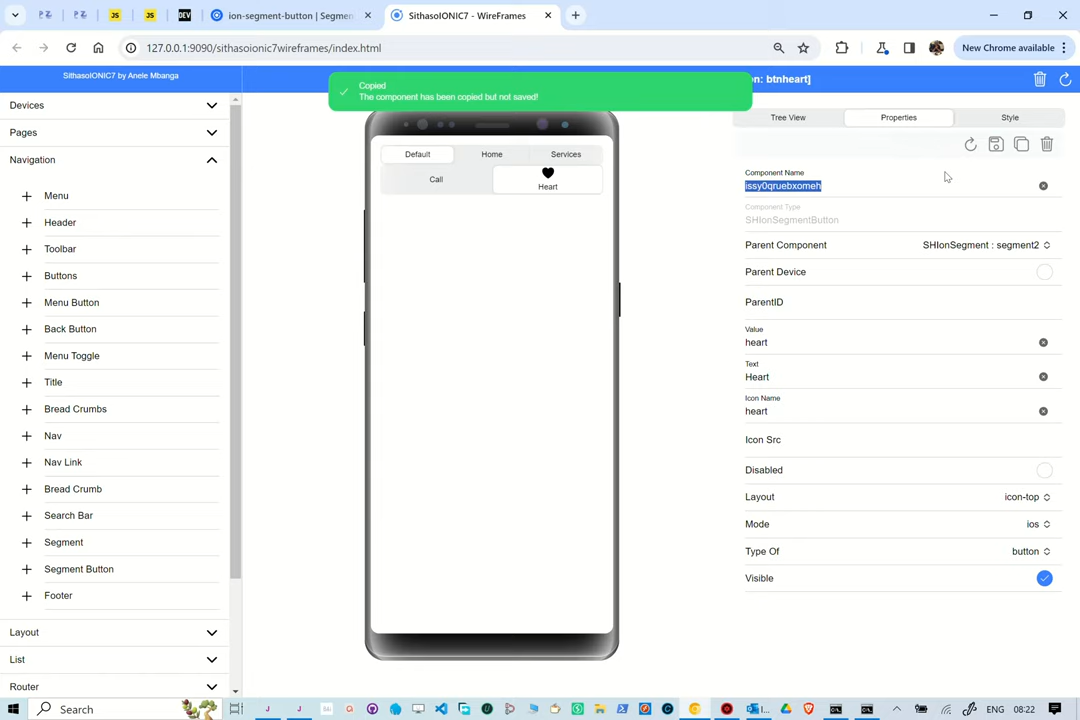 ion-segment-button | Segmen
SithasoIONIC7 - WireFrames
127.0.0.1:9090/sithasoionic7wireframes/index.html
New Chrome available
SithasoIONIC7 by Anele Mbanga
on: btnheart]
Copied
The component has been copied but not saved!
Devices
Pages
Navigation
Menu
Header
Toolbar
Buttons
Menu Button
Back Button
Menu Toggle
Title
Bread Crumbs
Nav
Nav Link
Bread Crumb
Search Bar
Segment
Segment Button
Footer
Layout
List
Router
Default Home Services
Call Heart
Tree View Properties Style
Component Name
issy0qruebxomeh
Component Type
SHIonSegmentButton
Parent Component SHIonSegment : segment2
Parent Device
ParentID
Value
heart
Text
Heart
Icon Name
heart
Icon Src
Disabled
Layout icon-top
Mode ios
Type Of button
Visible
Search
ENG 08:22